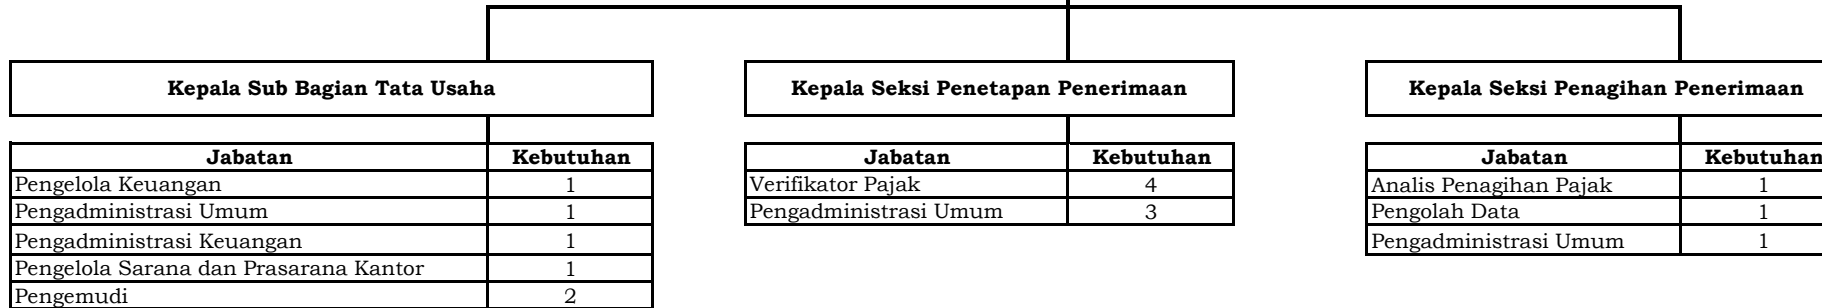 Kepala Sub Bagian Tata Usaha
Jabatan Kebutuhan
Pengelola Keuangan 1
Pengadministrasi Umum 1
Pengadministrasi Keuangan 1
Pengelola Sarana dan Prasarana Kantor 1
Pengemudi 2
Kepala Seksi Penetapan Penerimaan
Jabatan Kebutuhan
Verifikator Pajak 4
Pengadministrasi Umum 3
Kepala Seksi Penagihan Penerimaan
Jabatan Kebutuhan
Analis Penagihan Pajak 1
Pengolah Data 1
Pengadministrasi Umum 1